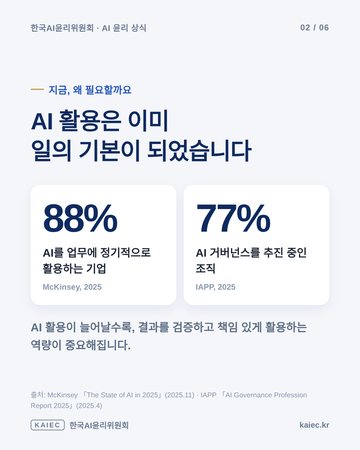 한국AI윤리위원회 · AI 윤리 상식
02 / 06
지금, 왜 필요할까요
AI 활용은 이미
일의 기본이 되었습니다
88%
AI를 업무에 정기적으로
활용하는 기업
McKinsey, 2025
77%
AI 거버넌스를 추진 중인
조직
IAPP, 2025
AI 활용이 늘어날수록, 결과를 검증하고 책임 있게 활용하는
역량이 중요해집니다.
출처: McKinsey 「The State of AI in 2025」(2025.11) · IAPP 「AI Governance Profession
Report 2025」(2025.4)
KAIEC 한국AI윤리위원회
kaiec.kr